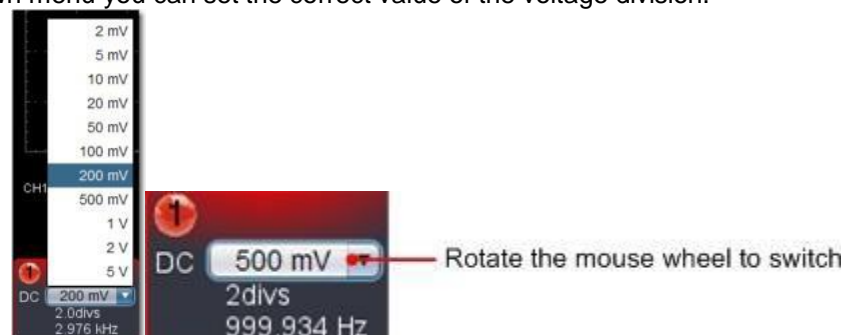 menu you can set the correct value of the voltage division.
2 mV
5 mV
10 mV
20 mV
50 mV
100 mV
200 mV
500 mV
1 V
2 V
5 V
CH1
1
DC 200 mV
2.0divs
2.976 kHz
1
DC 500 mV
2divs
999.934 Hz
Rotate the mouse wheel to switch